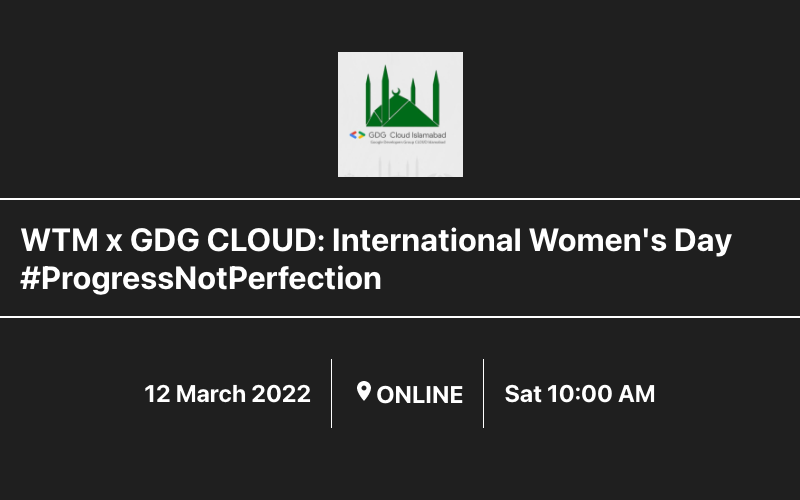 GDG Cloud Islamabad
WTM x GDG CLOUD: International Women's Day
#ProgressNotPerfection
12 March 2022
ONLINE
Sat 10:00 AM